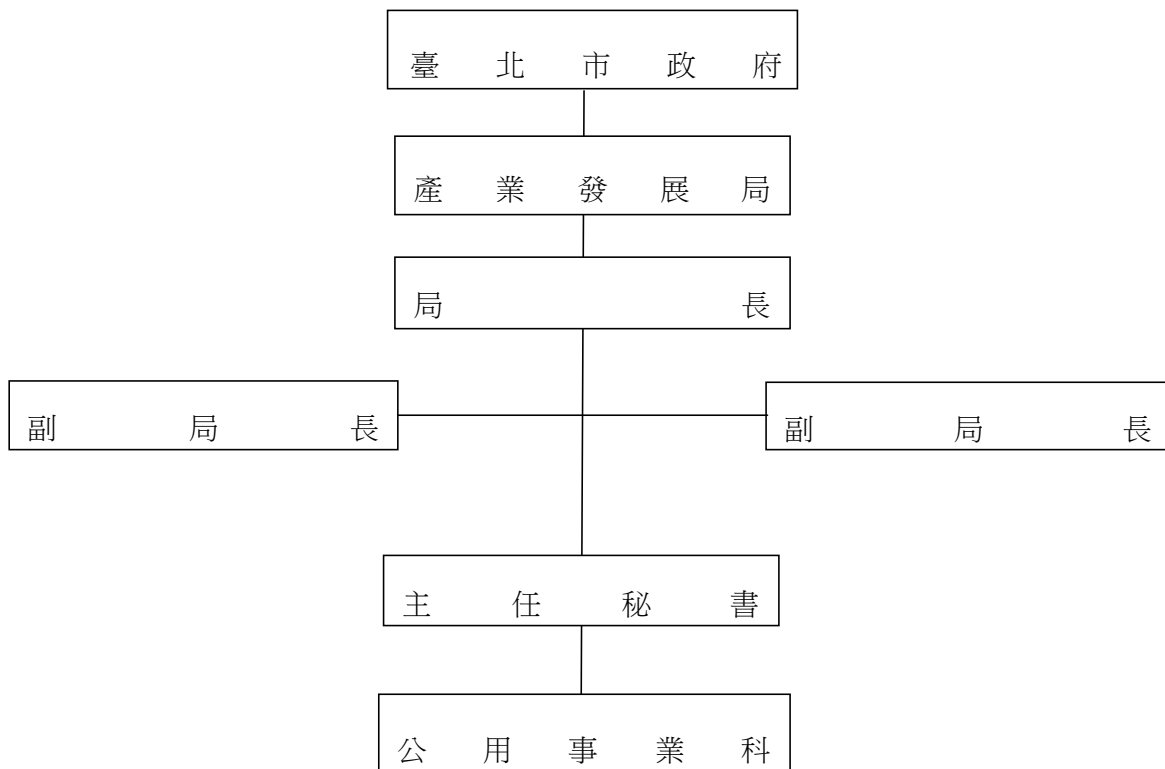 臺北市政府
產業發展局
局長
副局長
副局長
主任秘書
公用事業科